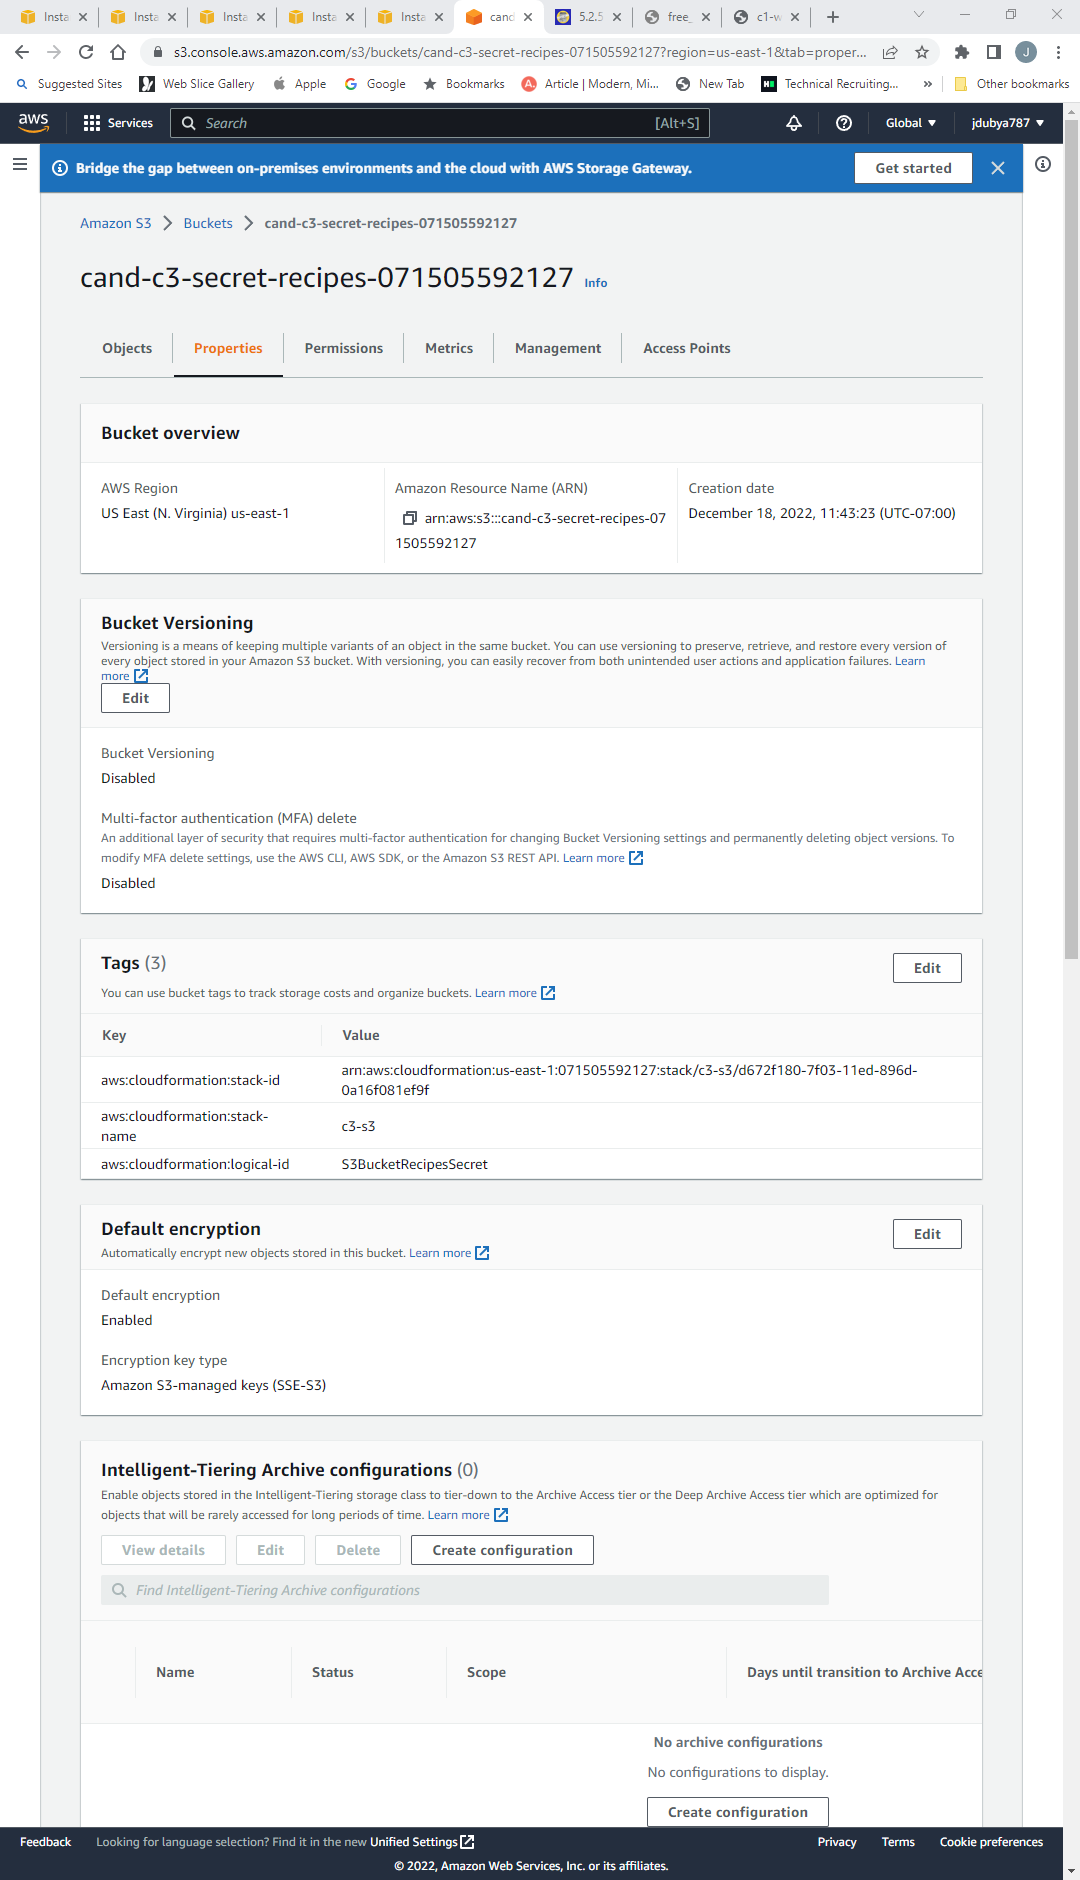 Insta
Insta
Insta
Insta
Insta
cand
5.2.5
free_
c1-w
s3.console.aws.amazon.com/s3/buckets/cand-c3-secret-recipes-071505592127?region=us-east-1&tab=proper...
J
Suggested Sites
Web Slice Gallery
Apple
Google
Bookmarks
Article | Modern, Mi...
New Tab
Technical Recruiting...
»
Other bookmarks
aws
Services
Search
[Alt+S]
Global
jdubya787
Bridge the gap between on-premises environments and the cloud with AWS Storage Gateway.
Get started
Amazon S3
Buckets
cand-c3-secret-recipes-071505592127
cand-c3-secret-recipes-071505592127 Info
Objects
Properties
Permissions
Metrics
Management
Access Points
Bucket overview
AWS Region
US East (N. Virginia) us-east-1
Amazon Resource Name (ARN)
arn:aws:s3:::cand-c3-secret-recipes-07
1505592127
Creation date
December 18, 2022, 11:43:23 (UTC-07:00)
Bucket Versioning
Versioning is a means of keeping multiple variants of an object in the same bucket. You can use versioning to preserve, retrieve, and restore every version of
every object stored in your Amazon S3 bucket. With versioning, you can easily recover from both unintended user actions and application failures. Learn
more
Edit
Bucket Versioning
Disabled
Multi-factor authentication (MFA) delete
An additional layer of security that requires multi-factor authentication for changing Bucket Versioning settings and permanently deleting object versions. To
modify MFA delete settings, use the AWS CLI, AWS SDK, or the Amazon S3 REST API. Learn more
Disabled
Tags (3)
Edit
You can use bucket tags to track storage costs and organize buckets. Learn more
Key
Value
aws:cloudformation:stack-id
arn:aws:cloudformation:us-east-1:071505592127:stack/c3-s3/d672f180-7f03-11ed-896d-
0a16f081ef9f
aws:cloudformation:stack-
name
c3-s3
aws:cloudformation:logical-id
S3BucketRecipesSecret
Default encryption
Edit
Automatically encrypt new objects stored in this bucket. Learn more
Default encryption
Enabled
Encryption key type
Amazon S3-managed keys (SSE-S3)
Intelligent-Tiering Archive configurations (0)
Enable objects stored in the Intelligent-Tiering storage class to tier-down to the Archive Access tier or the Deep Archive Access tier which are optimized for
objects that will be rarely accessed for long periods of time. Learn more
View details
Edit
Delete
Create configuration
Find Intelligent-Tiering Archive configurations
Name
Status
Scope
Days until transition to Archive Acce
No archive configurations
No configurations to display.
Create configuration
Feedback
Looking for language selection? Find it in the new Unified Settings
Privacy
Terms
Cookie preferences
© 2022, Amazon Web Services, Inc. or its affiliates.